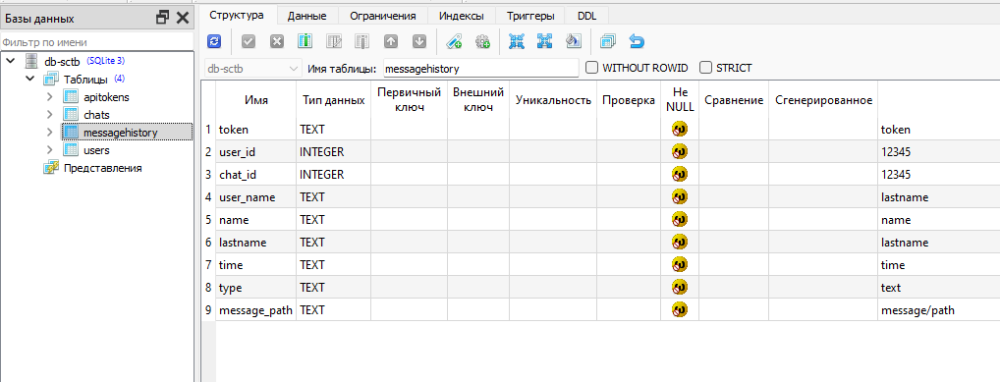 Базы данных
Фильтр по имени
db-sctb (SQLite 3)
Таблицы (4)
apitokens
chats
messagehistory
users
Представления
Структура Данные Ограничения Индексы Триггеры DDL
db-sctb Имя таблицы: messagehistory WITHOUT ROWID STRICT
Имя Тип данных Первичный ключ Внешний ключ Уникальность Проверка Не NULL Сравнение Сгенерированное
1 token TEXT token
2 user_id INTEGER 12345
3 chat_id INTEGER 12345
4 user_name TEXT lastname
5 name TEXT name
6 lastname TEXT lastname
7 time TEXT time
8 type TEXT text
9 message_path TEXT message/path